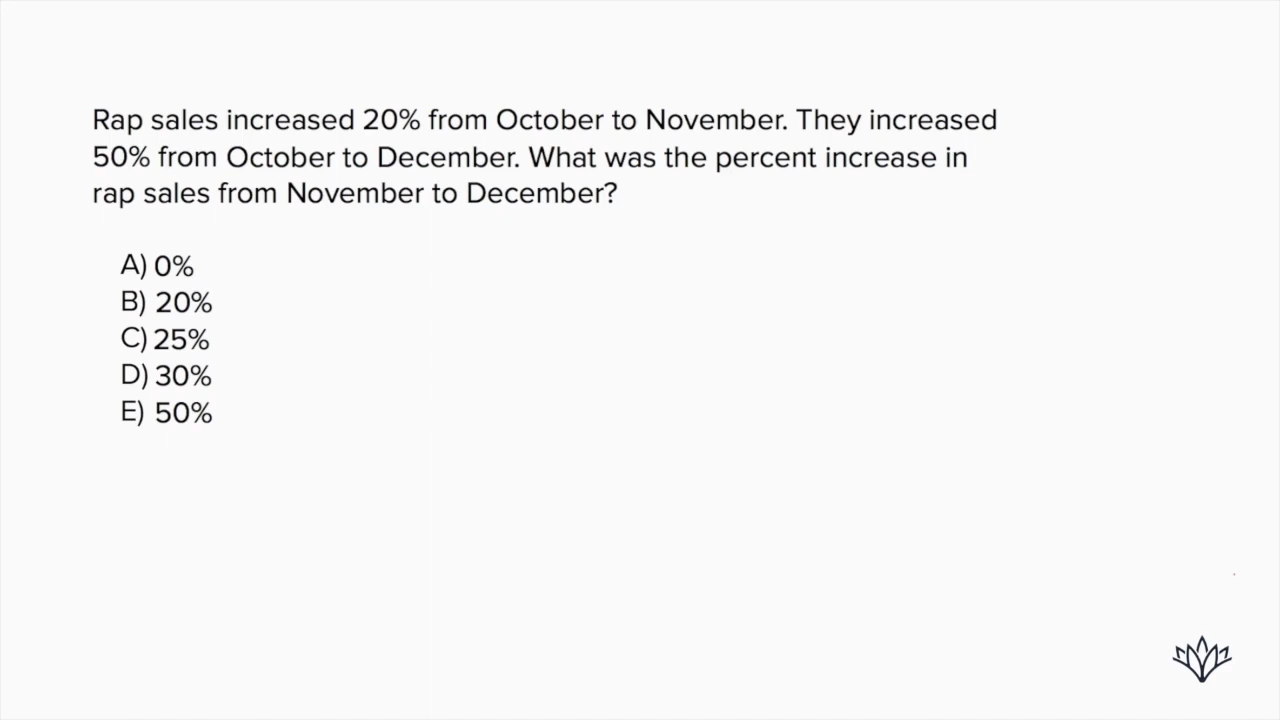 Rap sales increased 20% from October to November. They increased
50% from October to December. What was the percent increase in
rap sales from November to December?
A) 0%
B) 20%
C) 25%
D) 30%
E) 50%